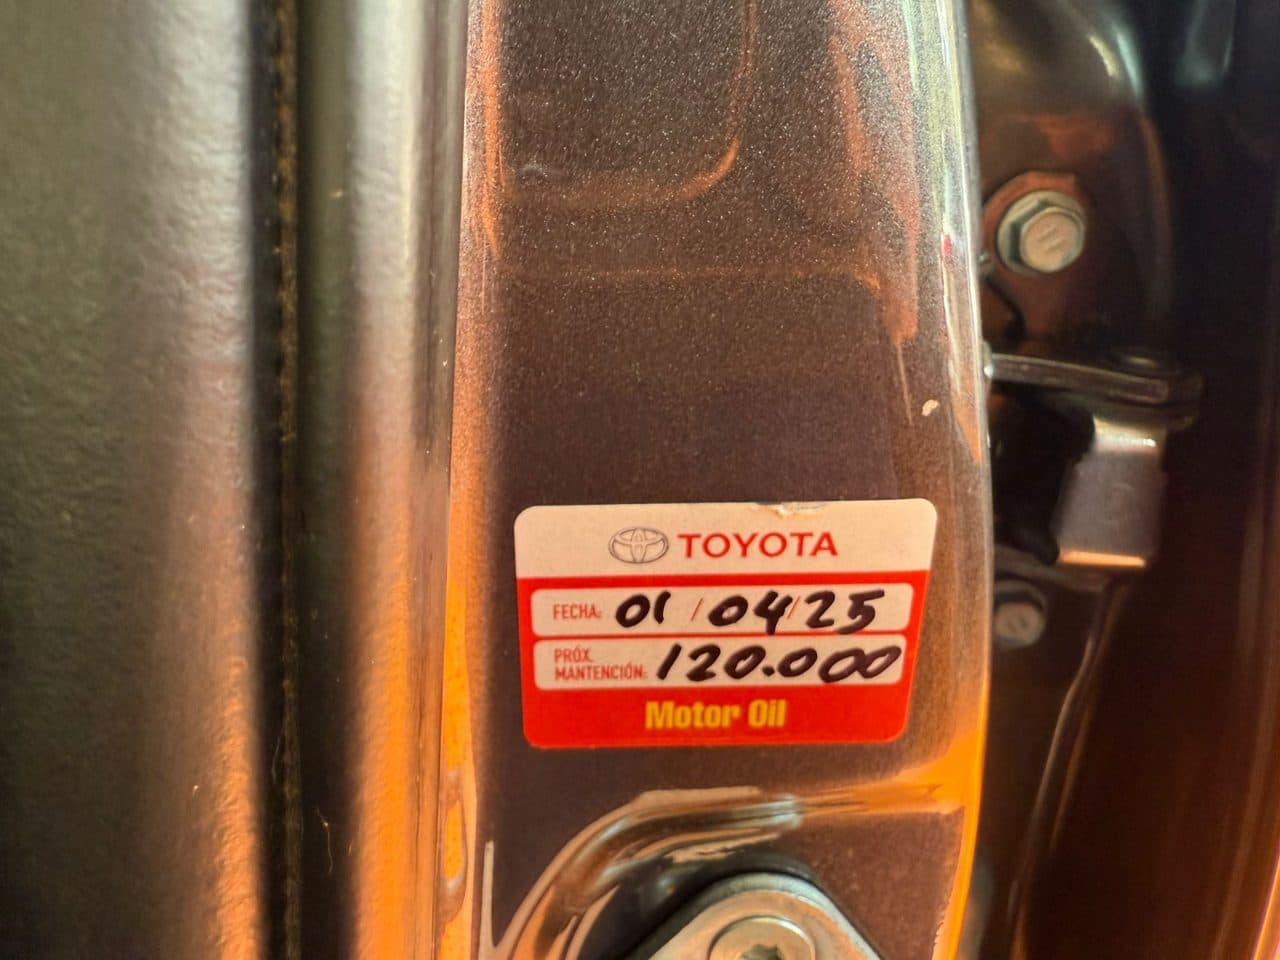 TOYOTA
FECHA: 01 / 04 / 25
PRÓX. MANTENCIÓN: 120.000
Motor Oil